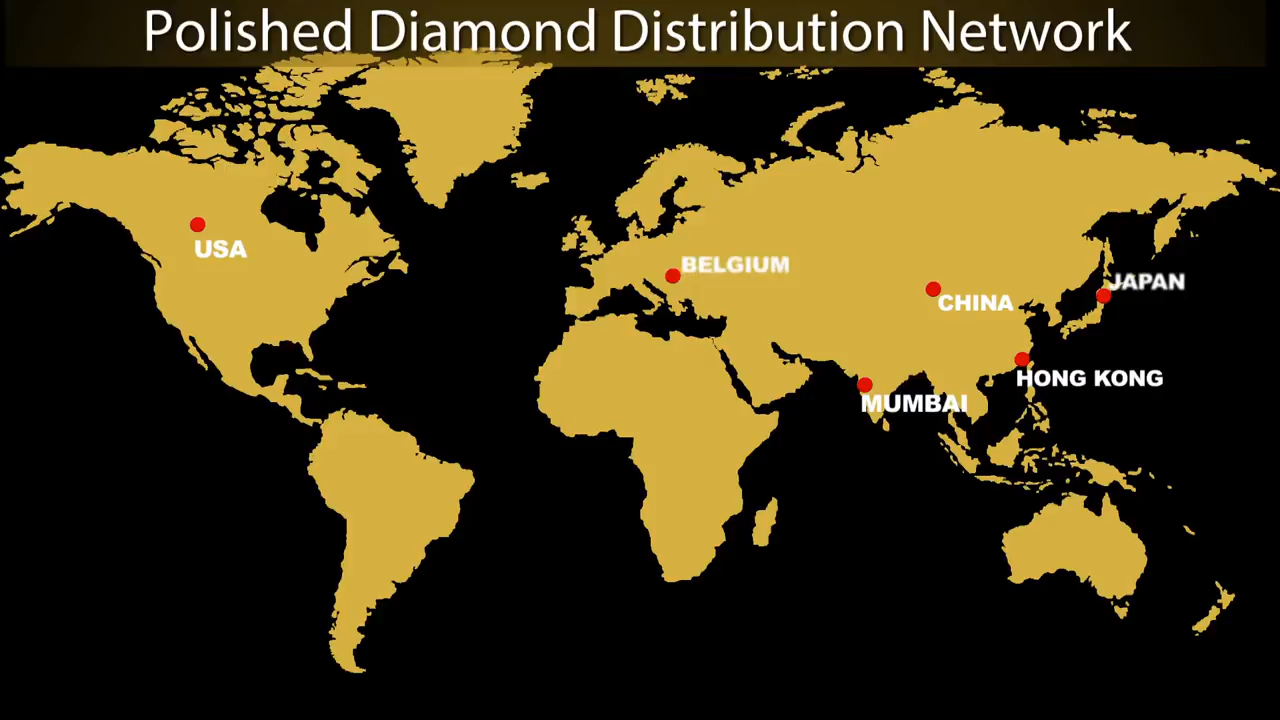 Polished Diamond Distribution Network
USA
BELGIUM
CHINA
JAPAN
HONG KONG
MUMBAI